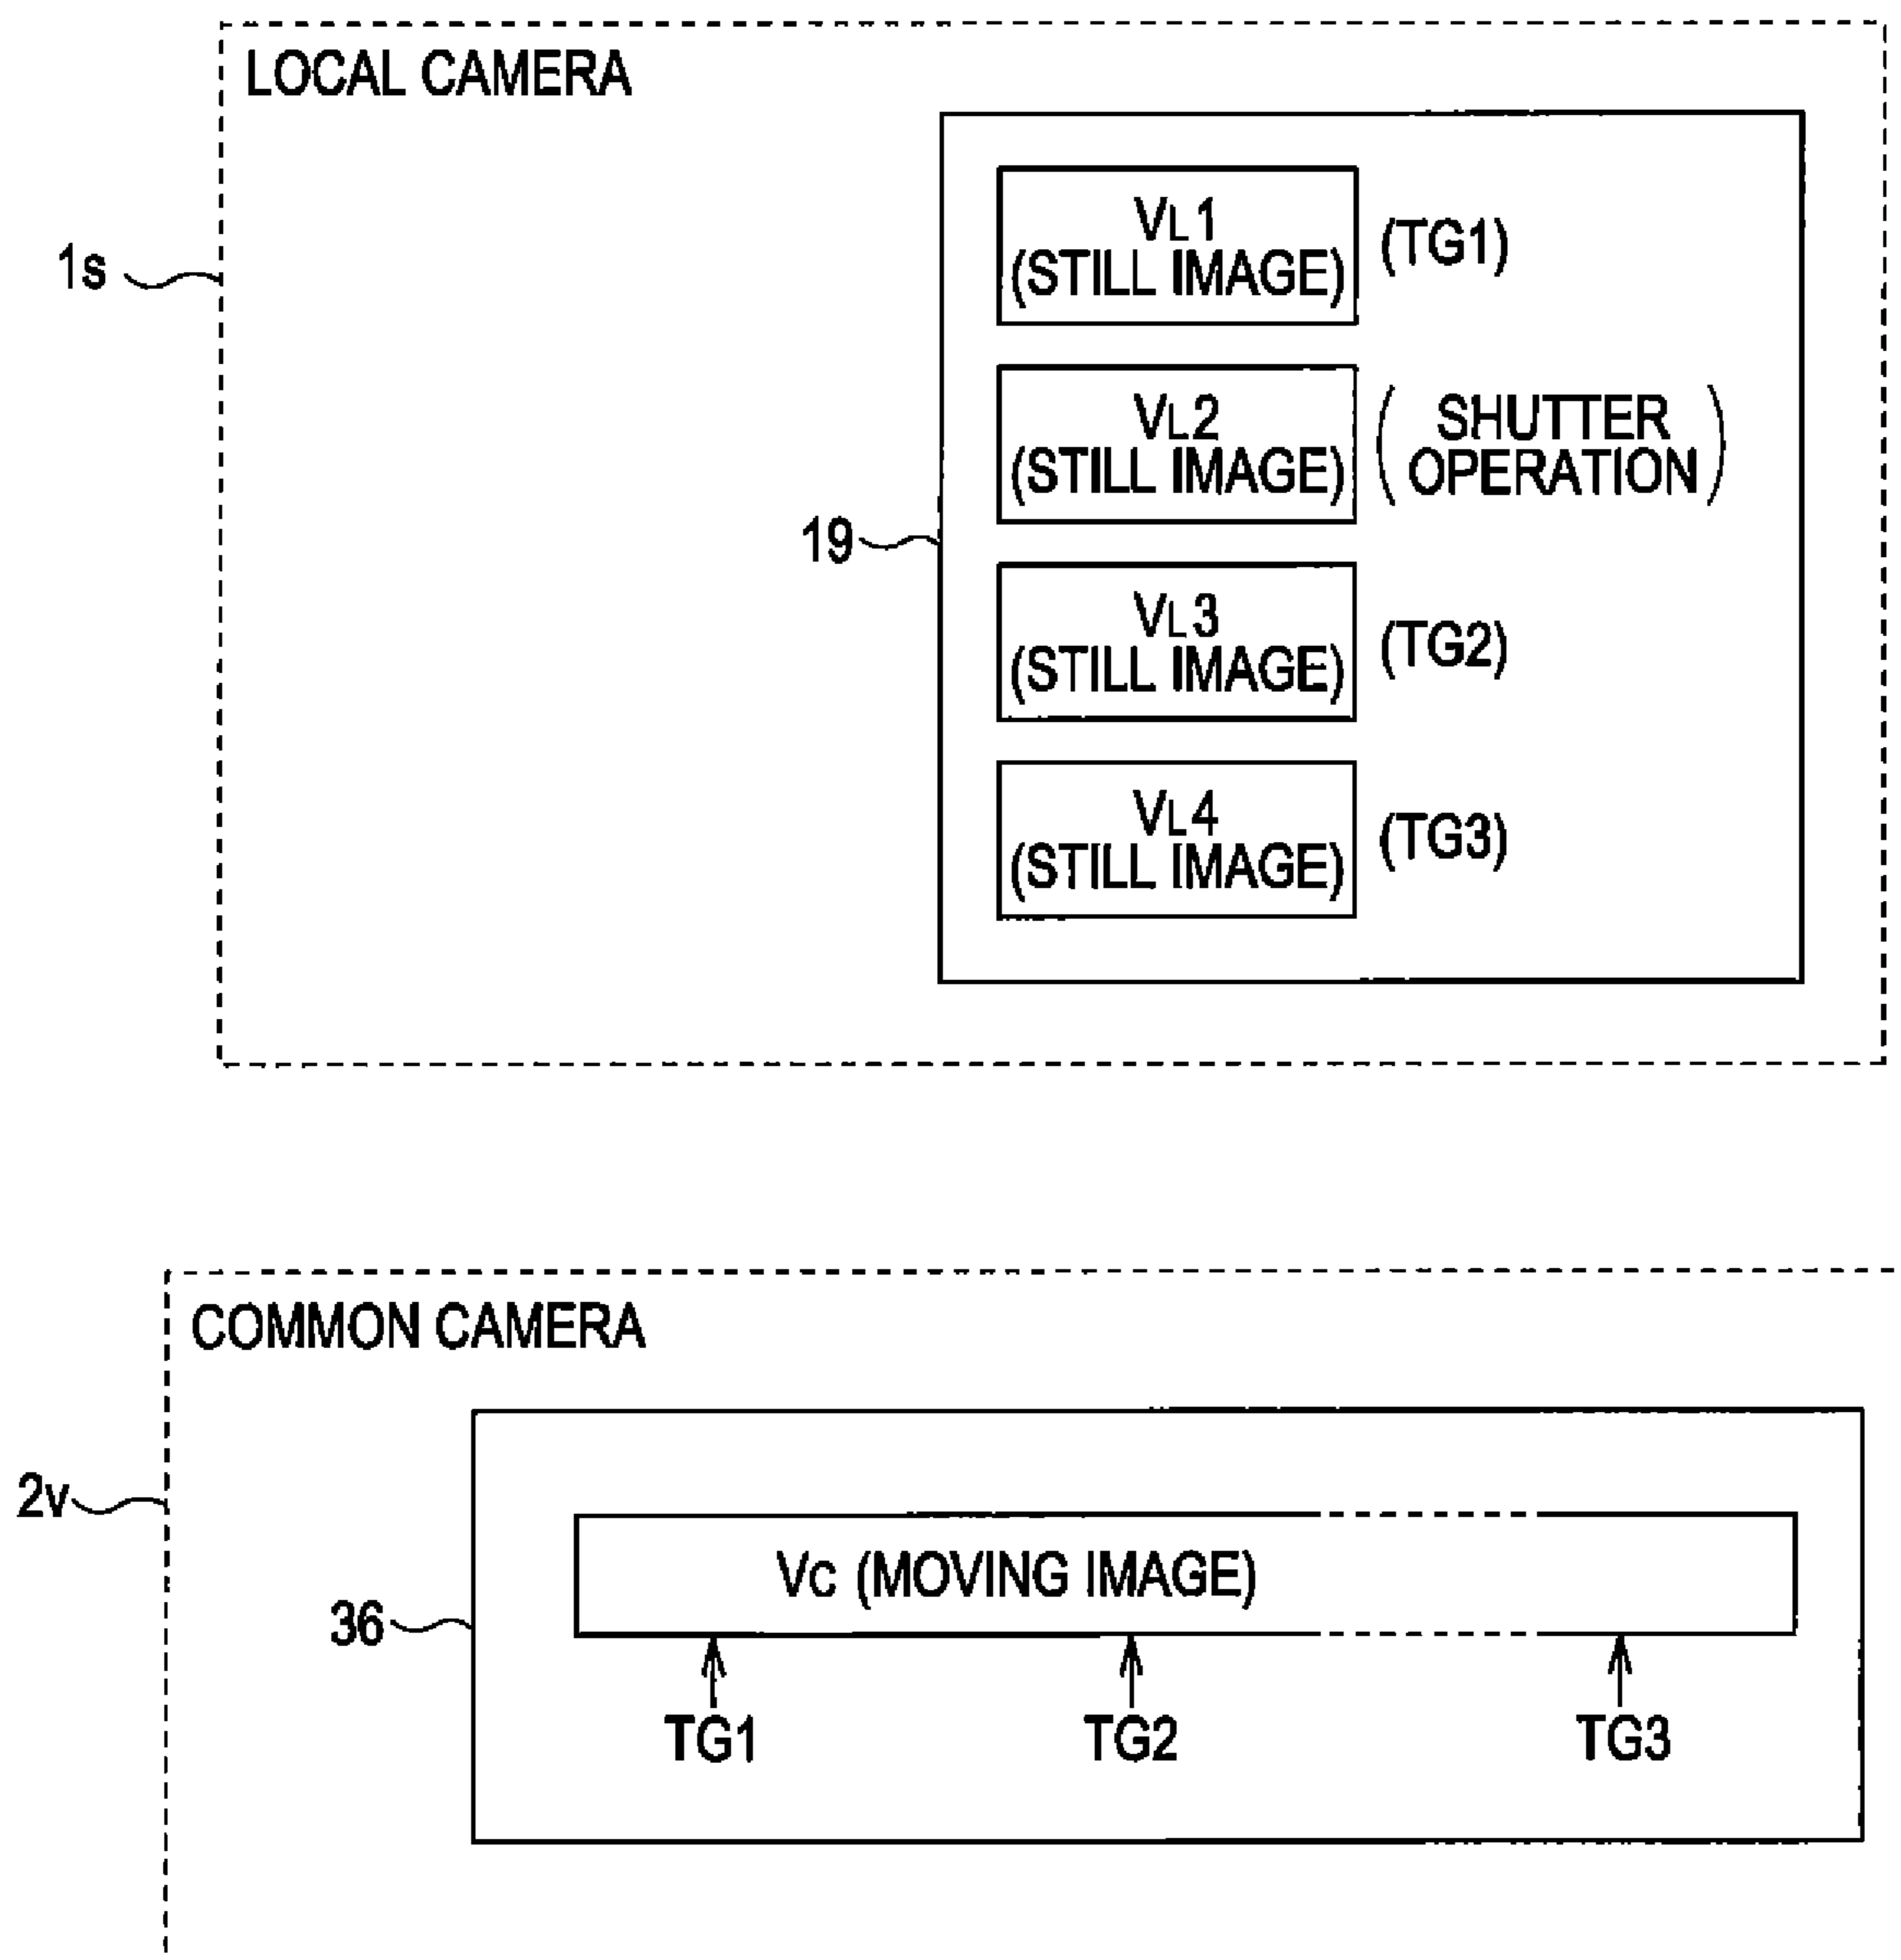 LOCAL CAMERA
1s
VL1
(STILL IMAGE)
(TG1)
VL2
(STILL IMAGE)
(SHUTTER
OPERATION)
19
VL3
(STILL IMAGE)
(TG2)
VL4
(STILL IMAGE)
(TG3)
COMMON CAMERA
2v
VC (MOVING IMAGE)
36
TG1
TG2
TG3